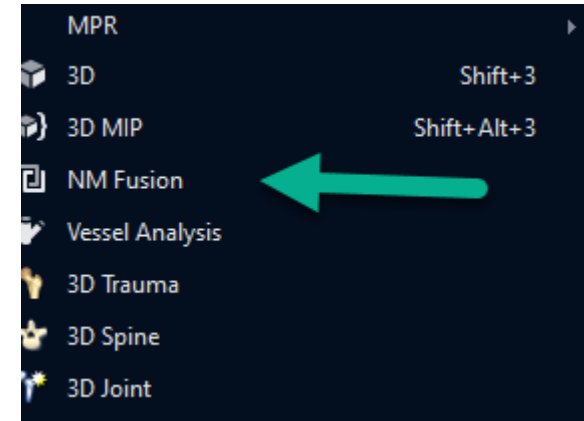 MPR
3D Shift+3
3D MIP Shift+Alt+3
NM Fusion
Vessel Analysis
3D Trauma
3D Spine
3D Joint